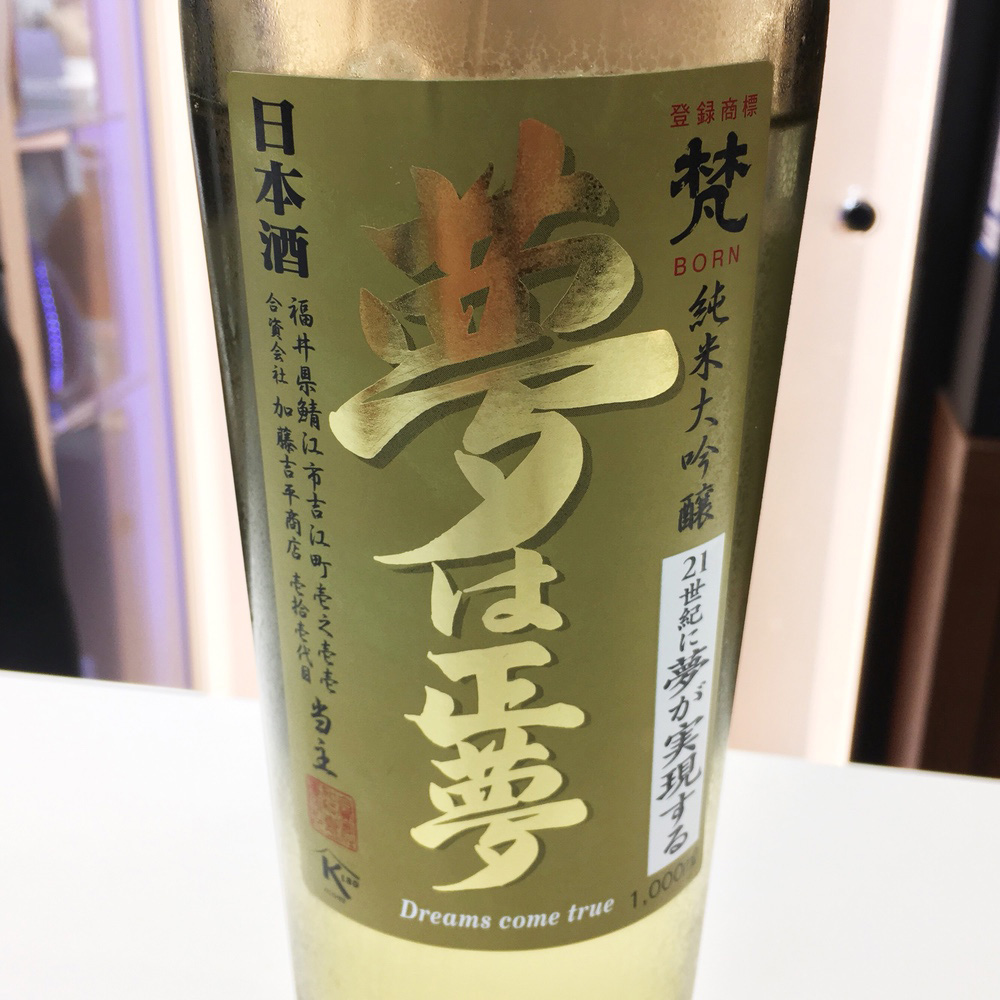 登録商標
梵
BORN
純米大吟醸
21世紀に夢が実現する
夢は正夢
Dreams come true
1,000ml
日本酒
福井県鯖江市吉江町壱之壱壱
合資会社 加藤吉平商店 壱拾壱代目 当主